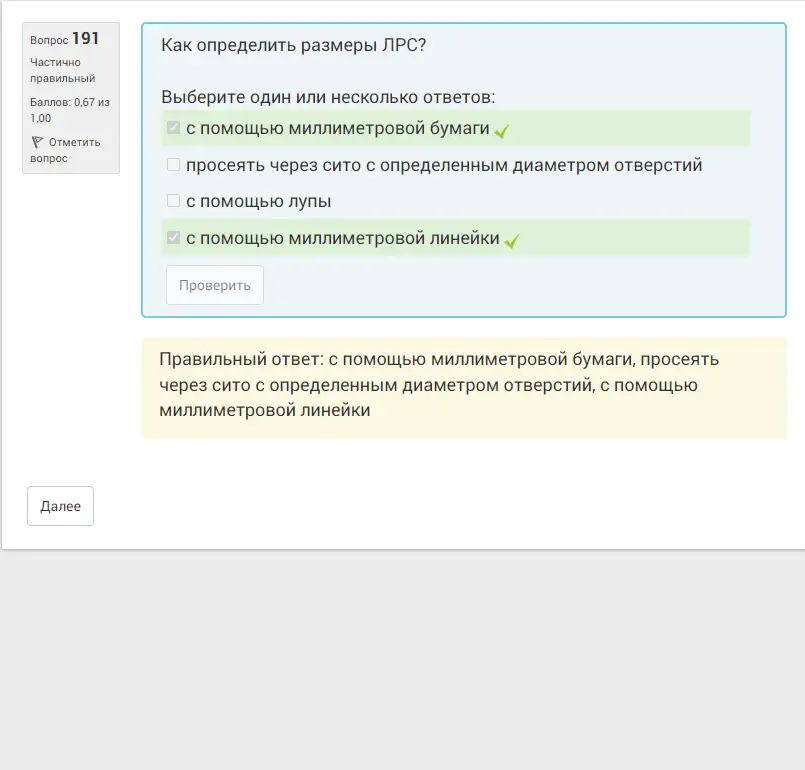 Вопрос 191
Частично
правильный
Баллов: 0,67 из
1,00
Отметить
вопрос
Как определить размеры ЛРС?
Выберите один или несколько ответов:
с помощью миллиметровой бумаги
просеять через сито с определенным диаметром отверстий
с помощью лупы
с помощью миллиметровой линейки
Проверить
Правильный ответ: с помощью миллиметровой бумаги, просеять
через сито с определенным диаметром отверстий, с помощью
миллиметровой линейки
Далее